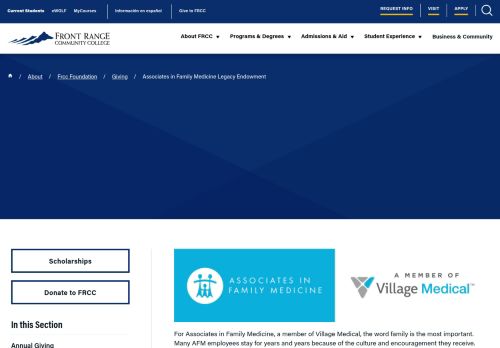 Current Students eWOLF MyCourses Información en español Give to FRCC REQUEST INFO VISIT APPLY
FRONT RANGE
COMMUNITY COLLEGE
About FRCC Programs & Degrees Admissions & Aid Student Experience Business & Community
/ About / Frcc Foundation / Giving / Associates in Family Medicine Legacy Endowment
Scholarships
Donate to FRCC
In this Section
Annual Giving
ASSOCIATES IN
FAMILY MEDICINE
A MEMBER OF
Village Medical™
For Associates in Family Medicine, a member of Village Medical, the word family is the most important.
Many AFM employees stay for years and years because of the culture and encouragement they receive.